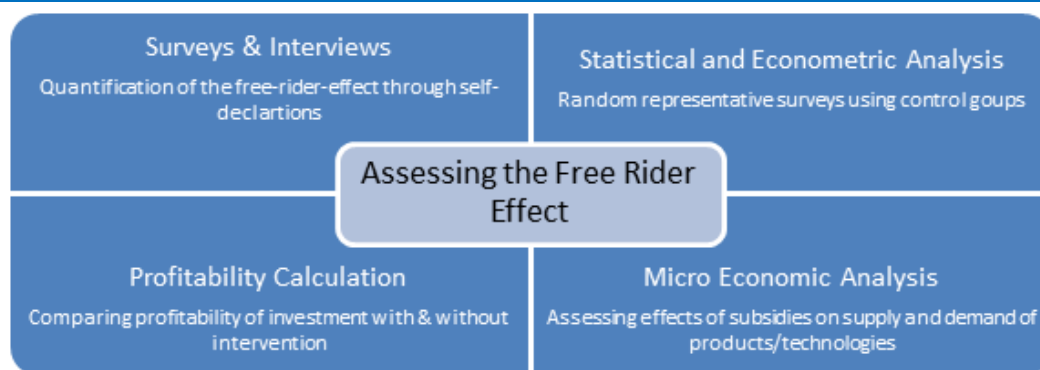 Surveys & Interviews
Quantification of the free-rider-effect through self-
declartions
Statistical and Econometric Analysis
Random representative surveys using control goups
Assessing the Free Rider
Effect
Profitability Calculation
Comparing profitability of investment with & without
intervention
Micro Economic Analysis
Assessing effects of subsidies on supply and demand of
products/technologies